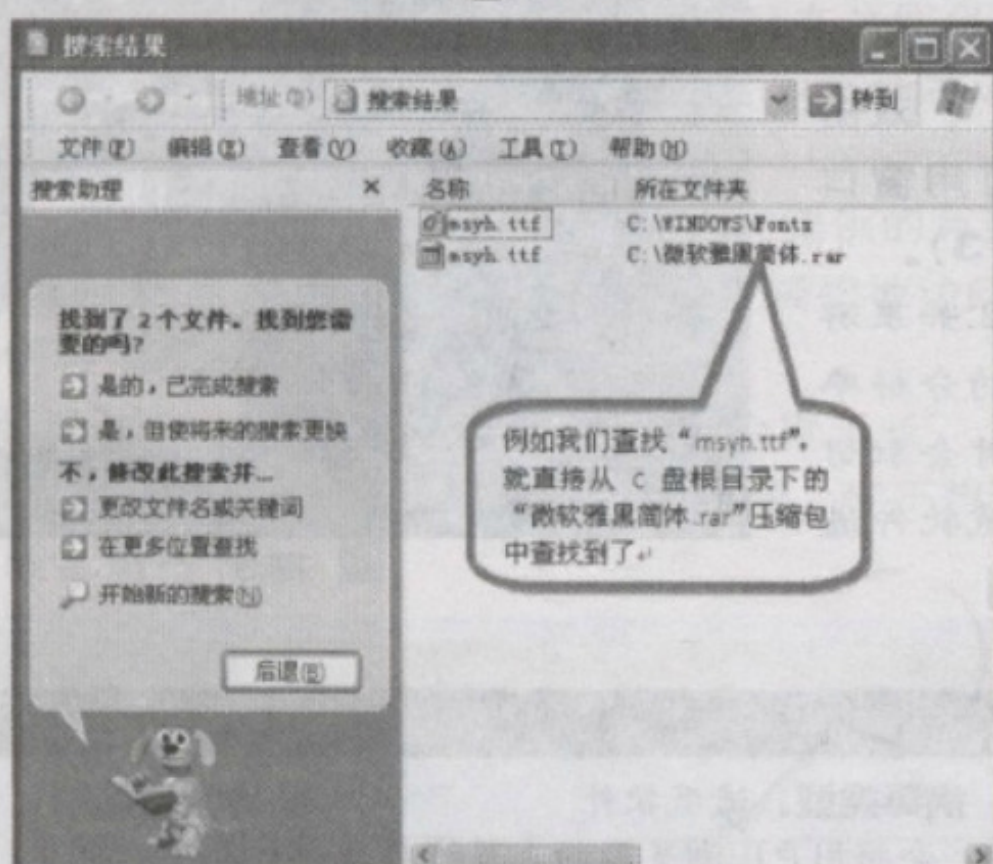 搜索结果
地址(D) 搜索结果 转到
文件(F) 编辑(E) 查看(V) 收藏(A) 工具(T) 帮助(H)
搜索助理
名称 所在文件夹
msyh.ttf C:\WINDOWS\Fonts
msyh.ttf C:\微软雅黑简体.rar
找到了 2 个文件。找到您需
要的吗?
是的，已完成搜索
是，但使将来的搜索更快
不，修改此搜索并...
更改文件名或关键词
在更多位置查找
开始新的搜索(N)
后退(B)
例如我们查找“msyh.ttf”。
就直接从 C 盘根目录下的
“微软雅黑简体.rar”压缩包
中查找到了↵